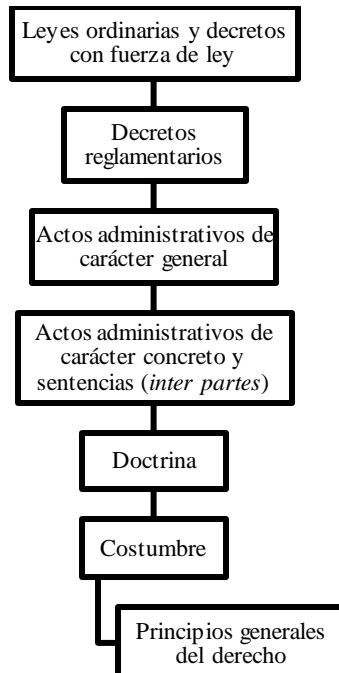 Leyes ordinarias y decretos
con fuerza de ley
Decretos
reglamentarios
Actos administrativos de
carácter general
Actos administrativos de
carácter concreto y
sentencias (inter partes)
Doctrina
Costumbre
Principios generales
del derecho